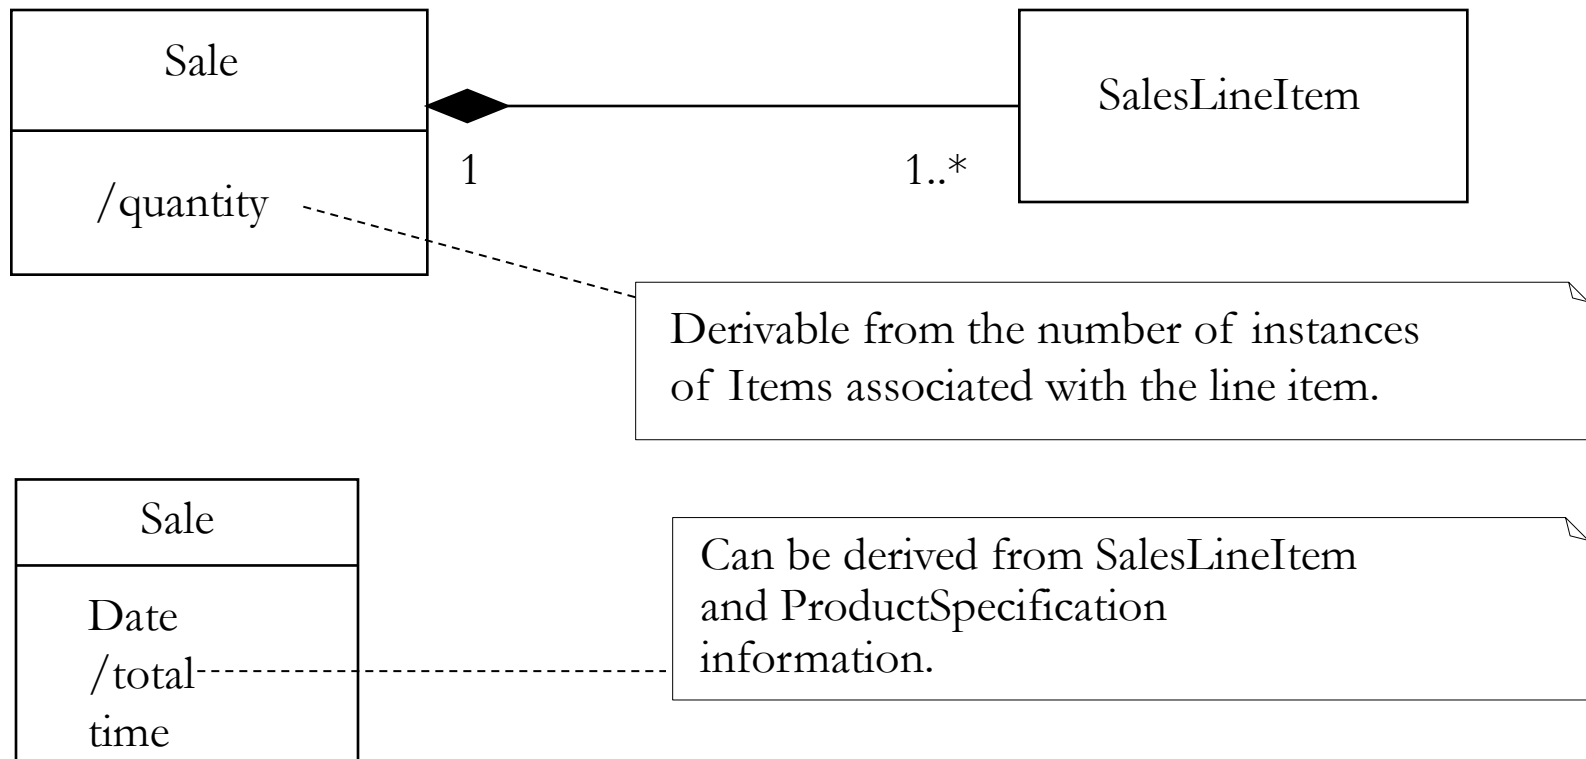 Sale
SalesLineItem
1
1..*
/quantity
Derivable from the number of instances
of Items associated with the line item.
Sale
Date
/total
time
Can be derived from SalesLineItem
and ProductSpecification
information.